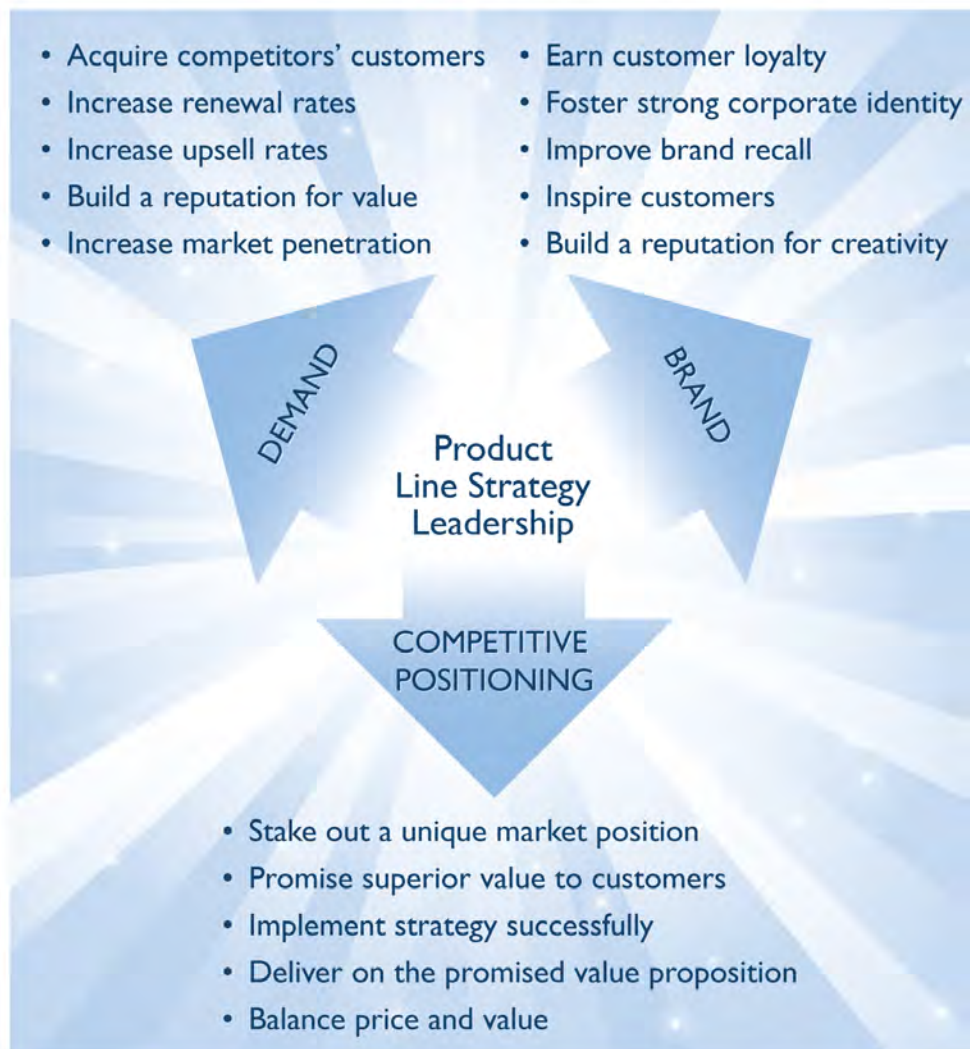 • Acquire competitors’ customers
• Increase renewal rates
• Increase upsell rates
• Build a reputation for value
• Increase market penetration
• Earn customer loyalty
• Foster strong corporate identity
• Improve brand recall
• Inspire customers
• Build a reputation for creativity
DEMAND
BRAND
Product
Line Strategy
Leadership
COMPETITIVE
POSITIONING
• Stake out a unique market position
• Promise superior value to customers
• Implement strategy successfully
• Deliver on the promised value proposition
• Balance price and value